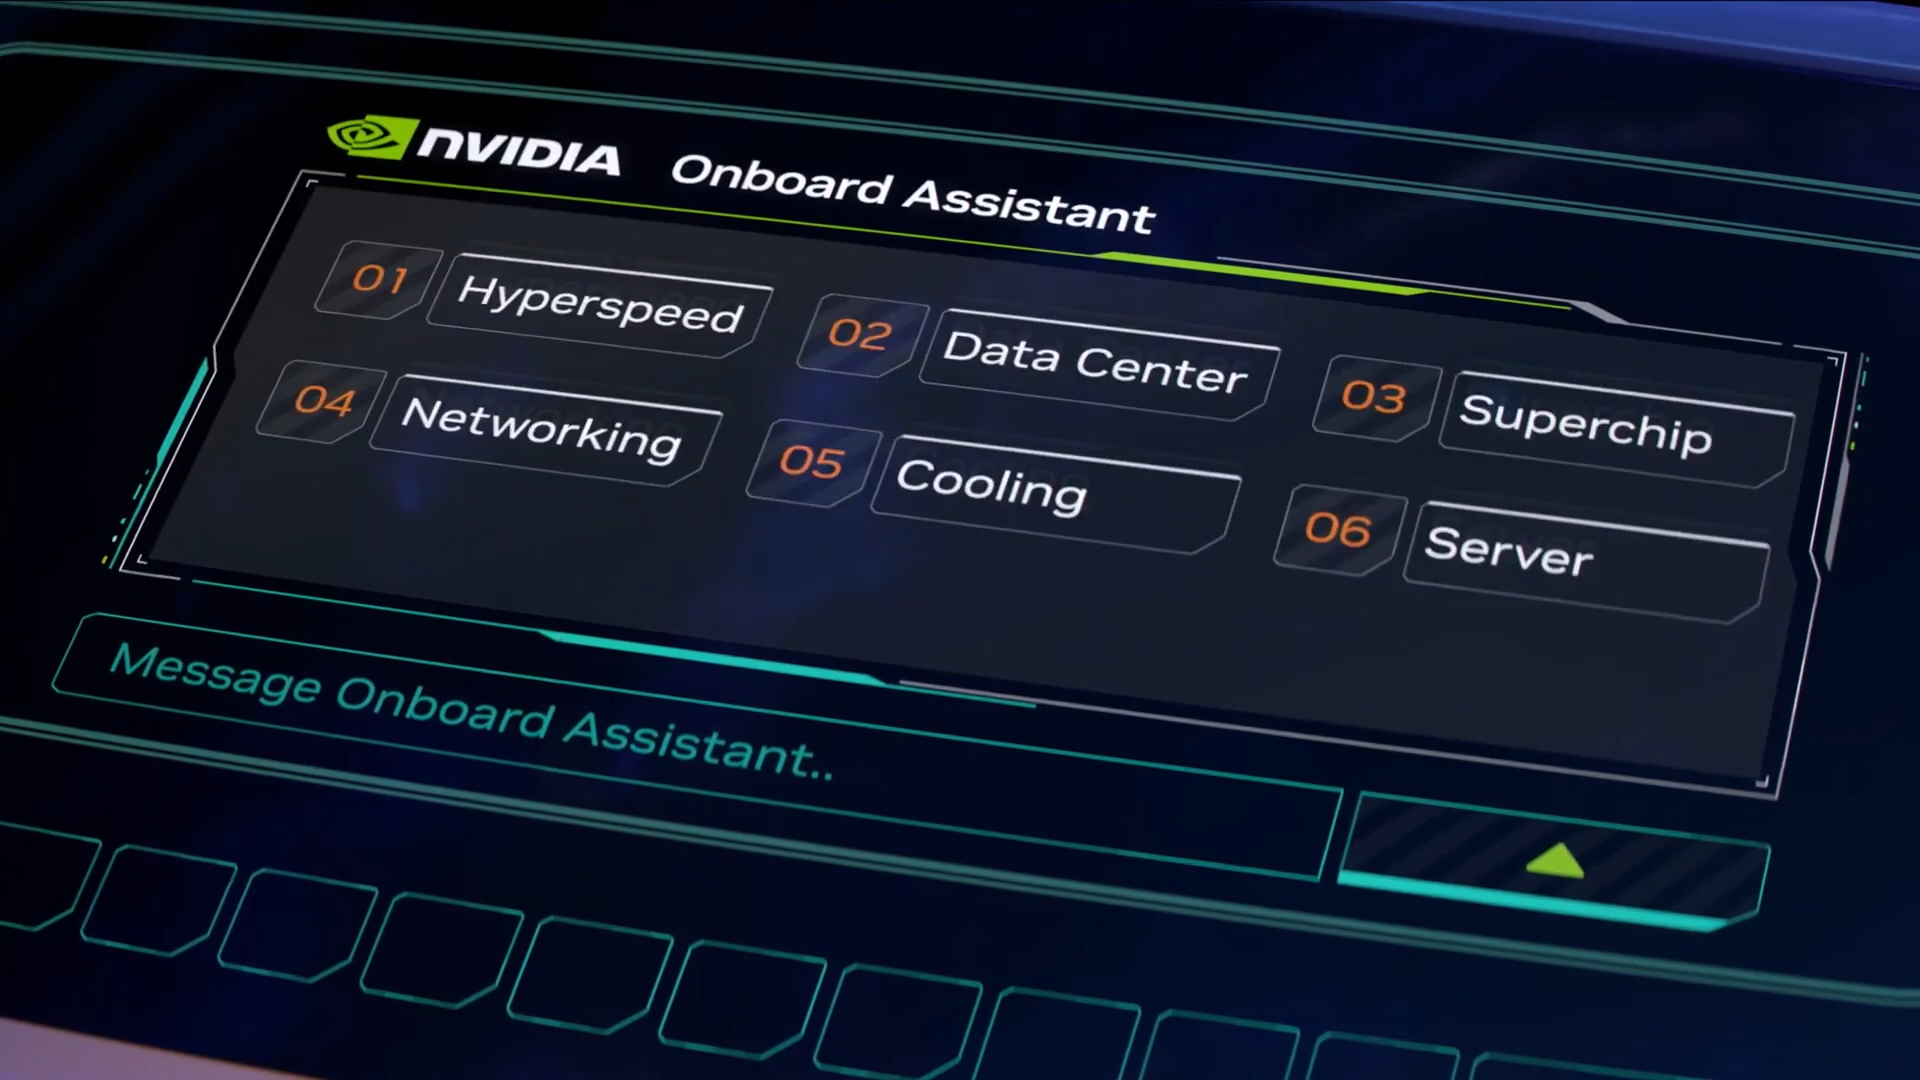 NVIDIA Onboard Assistant
01 Hyperspeed
02 Data Center
03 Superchip
04 Networking
05 Cooling
06 Server
Message Onboard Assistant..